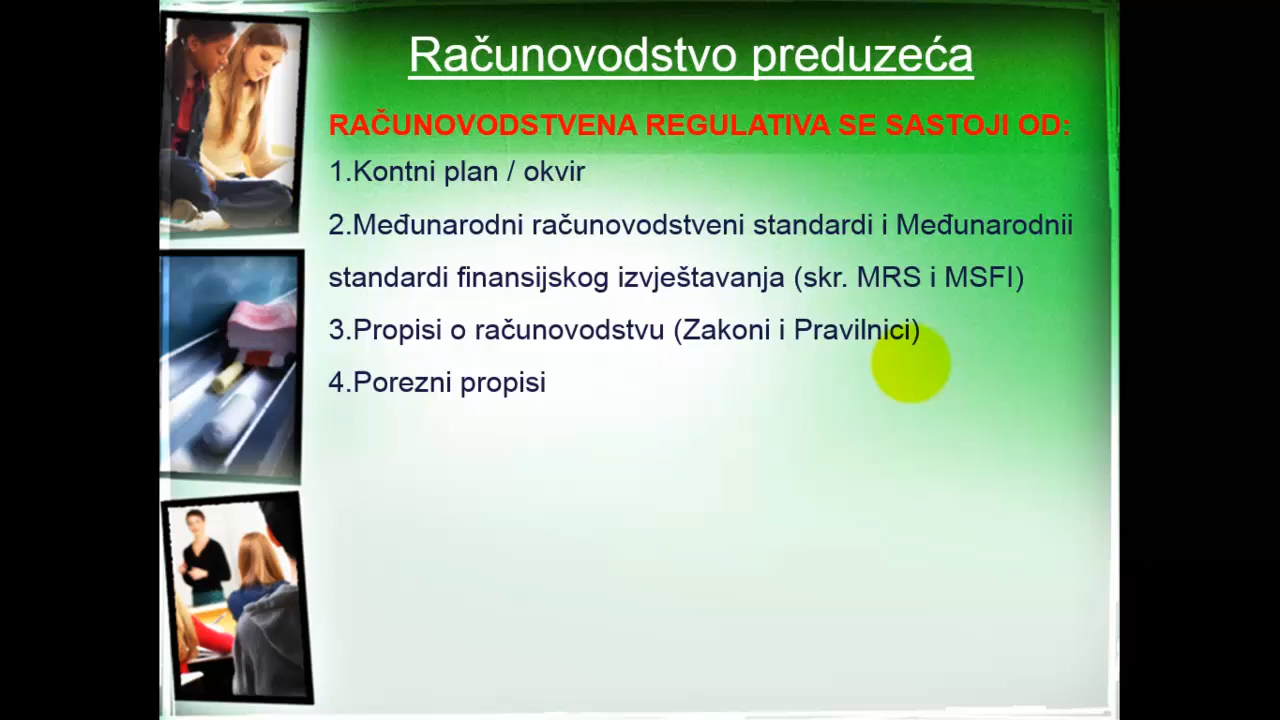 Računovodstvo preduzeća
RAČUNOVODSTVENA REGULATIVA SE SASTOJI OD:
1.Kontni plan / okvir
2.Međunarodni računovodstveni standardi i Međunarodnii
standardi finansijskog izvještavanja (skr. MRS i MSFI)
3.Propisi o računovodstvu (Zakoni i Pravilnici)
4.Porezni propisi